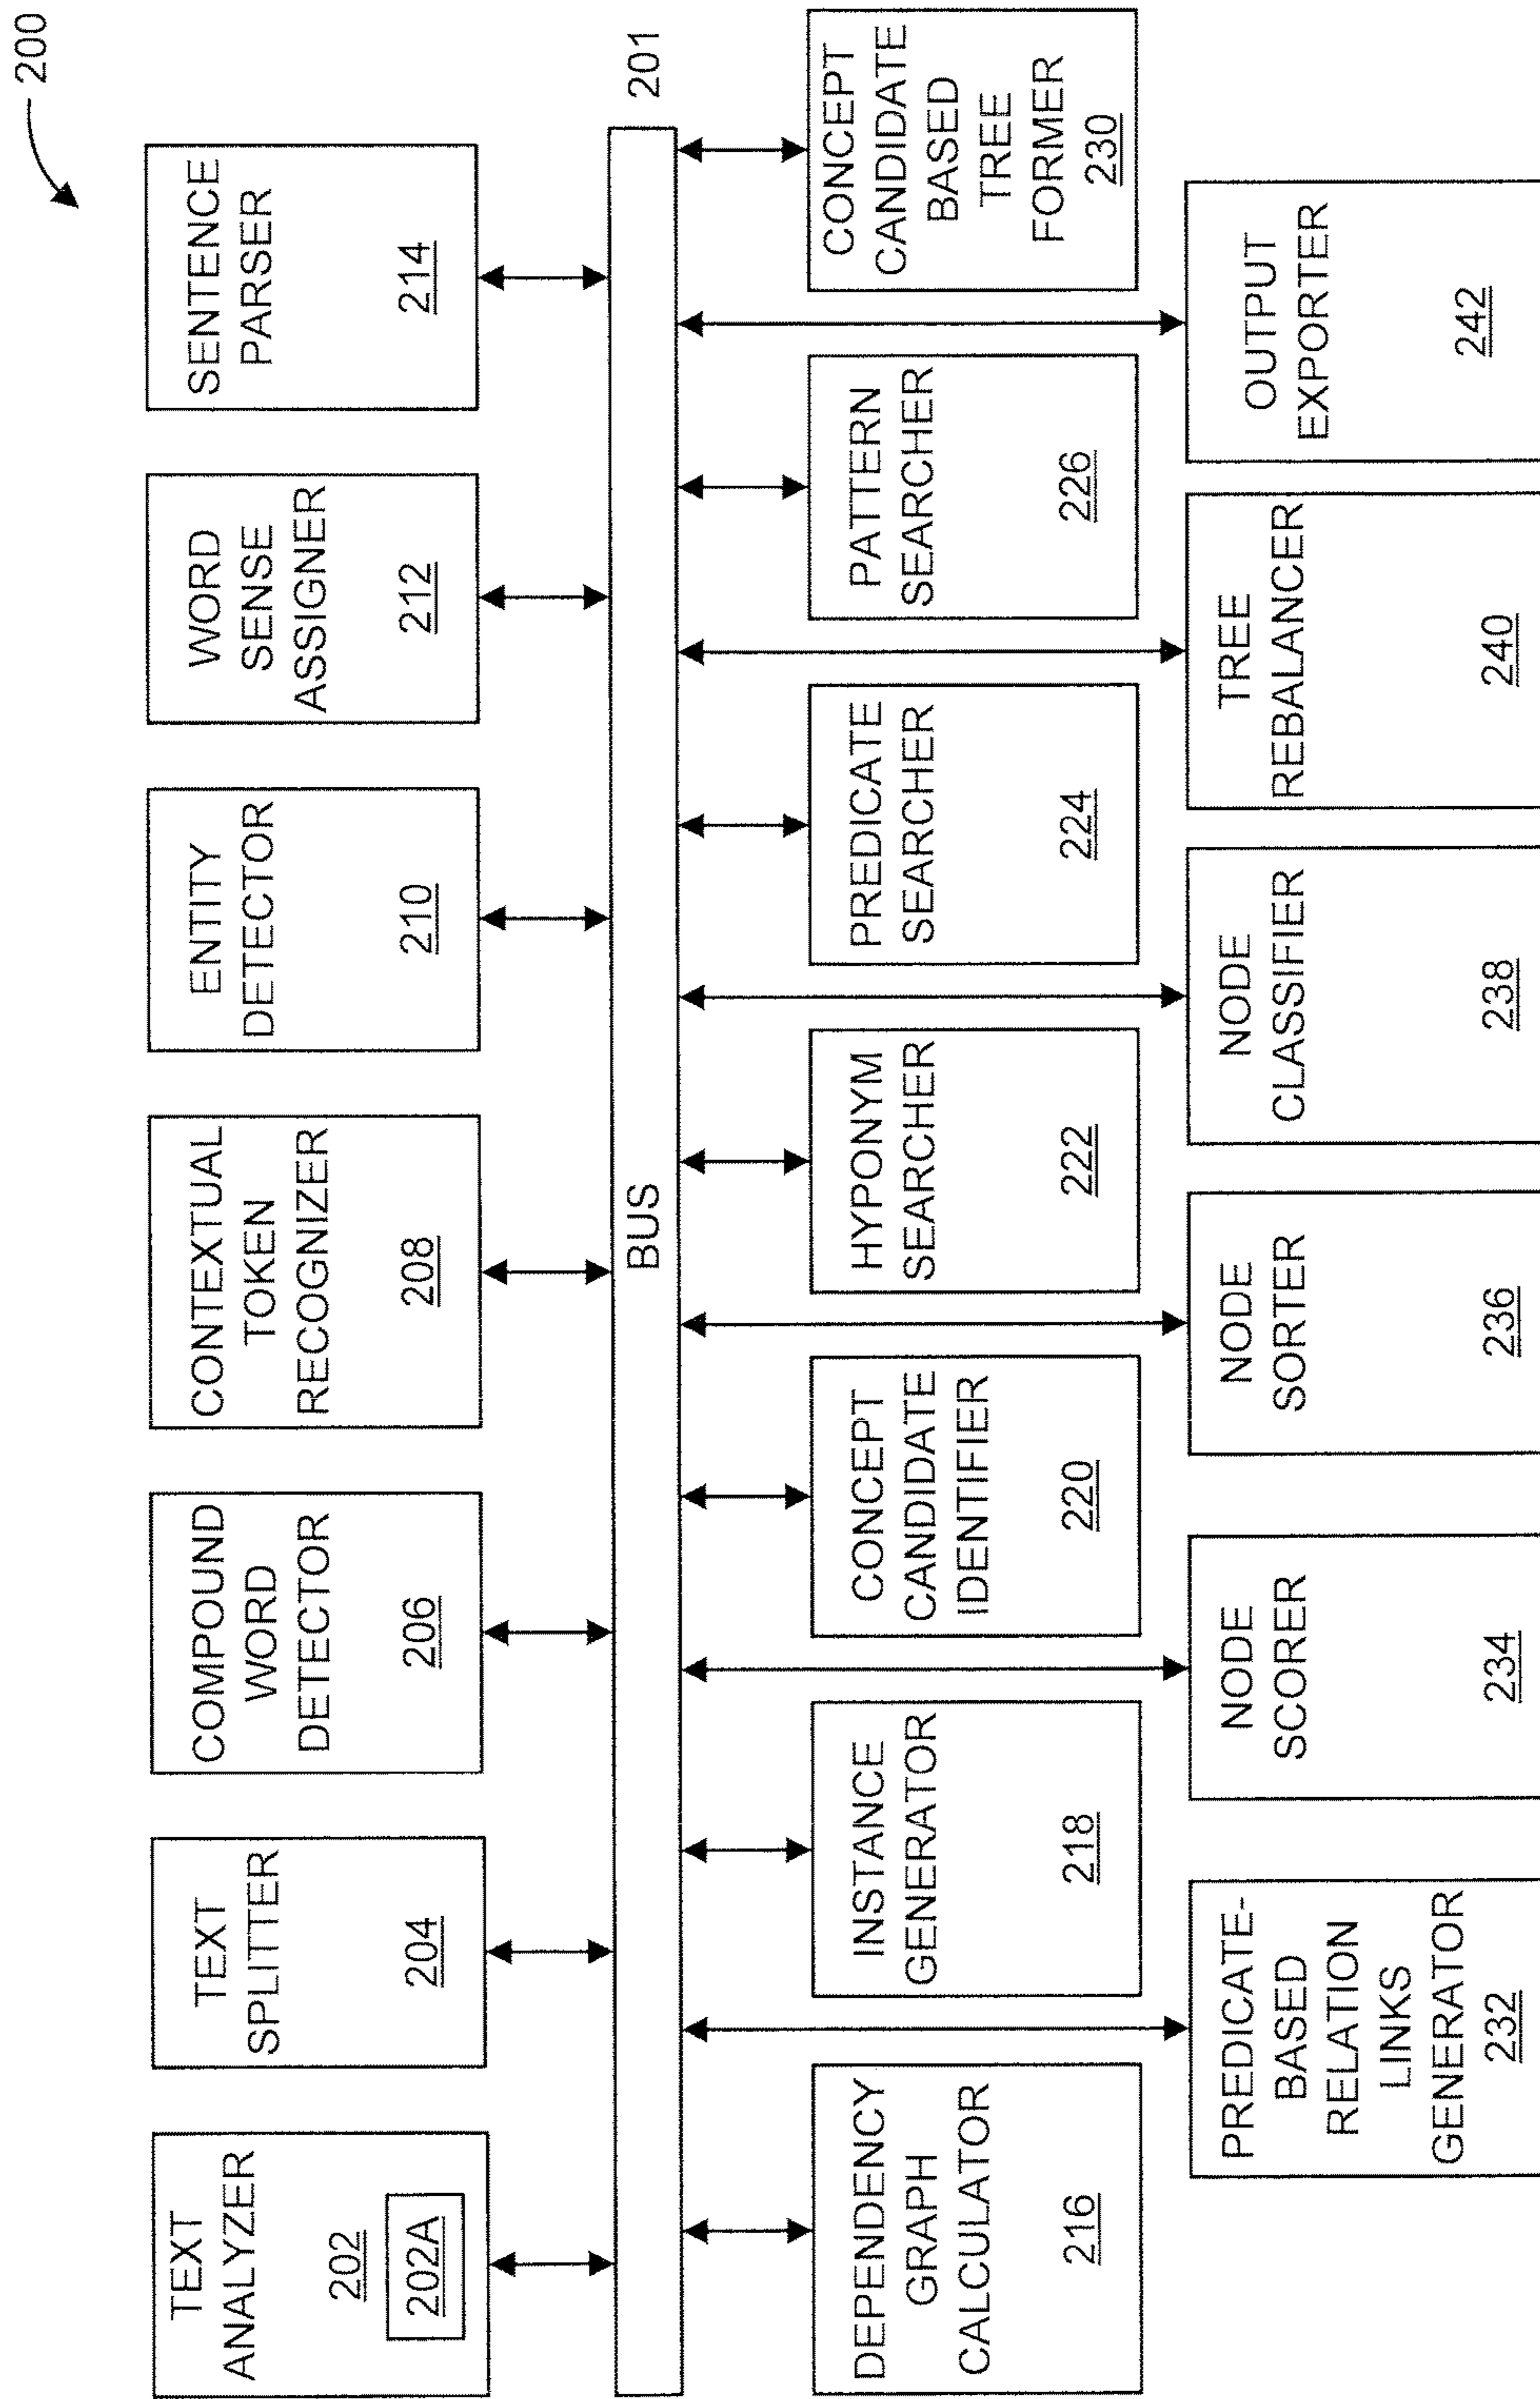 200
TEXT
ANALYZER
202
202A
TEXT
SPLITTER
204
COMPOUND
WORD
DETECTOR
206
CONTEXTUAL
TOKEN
RECOGNIZER
208
ENTITY
DETECTOR
210
WORD
SENSE
ASSIGNER
212
SENTENCE
PARSER
214
BUS
201
DEPENDENCY
GRAPH
CALCULATOR
216
INSTANCE
GENERATOR
218
CONCEPT
CANDIDATE
IDENTIFIER
220
HYPONYM
SEARCHER
222
PREDICATE
SEARCHER
224
PATTERN
SEARCHER
226
CONCEPT
CANDIDATE
BASED
TREE
FORMER
230
PREDICATE-
BASED
RELATION
LINKS
GENERATOR
232
NODE
SCORER
234
NODE
SORTER
236
NODE
CLASSIFIER
238
TREE
REBALANCER
240
OUTPUT
EXPORTER
242